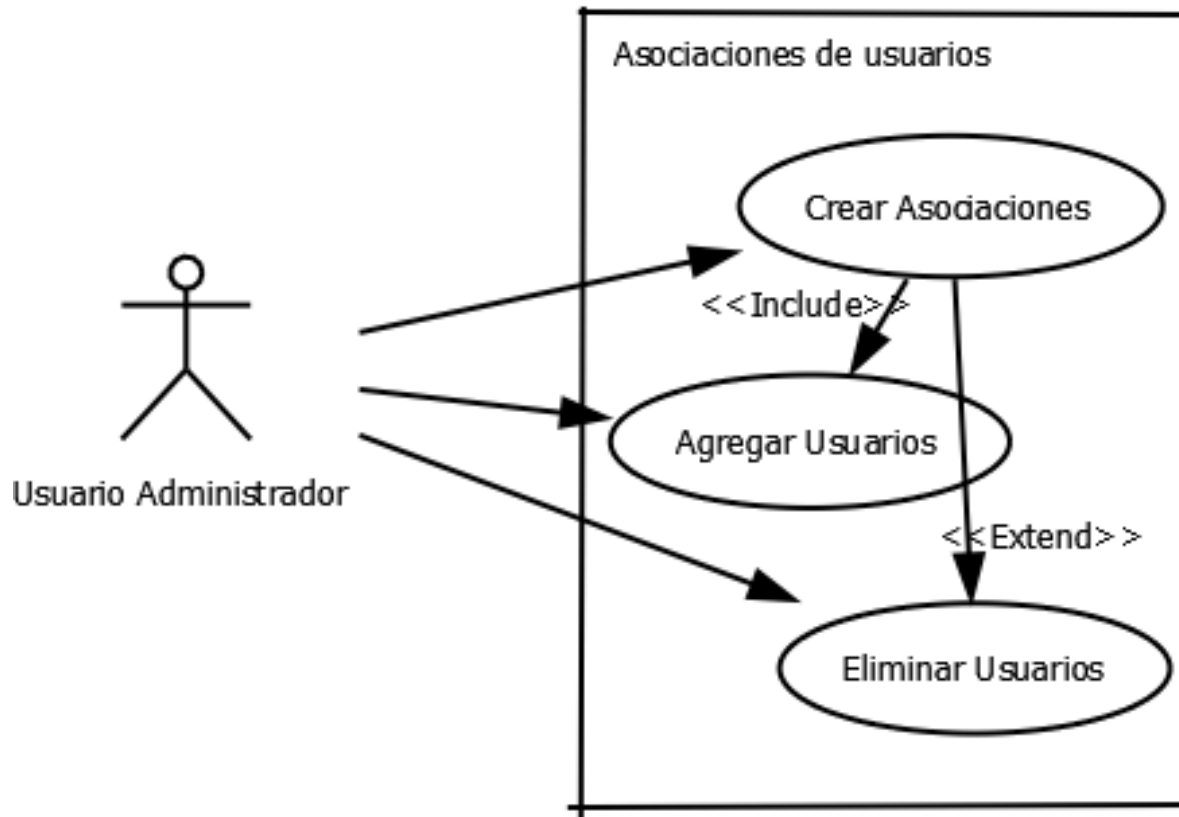 Asociaciones de usuarios
Crear Asociaciones
<<Include>>
Agregar Usuarios
Usuario Administrador
<<Extend>>
Eliminar Usuarios